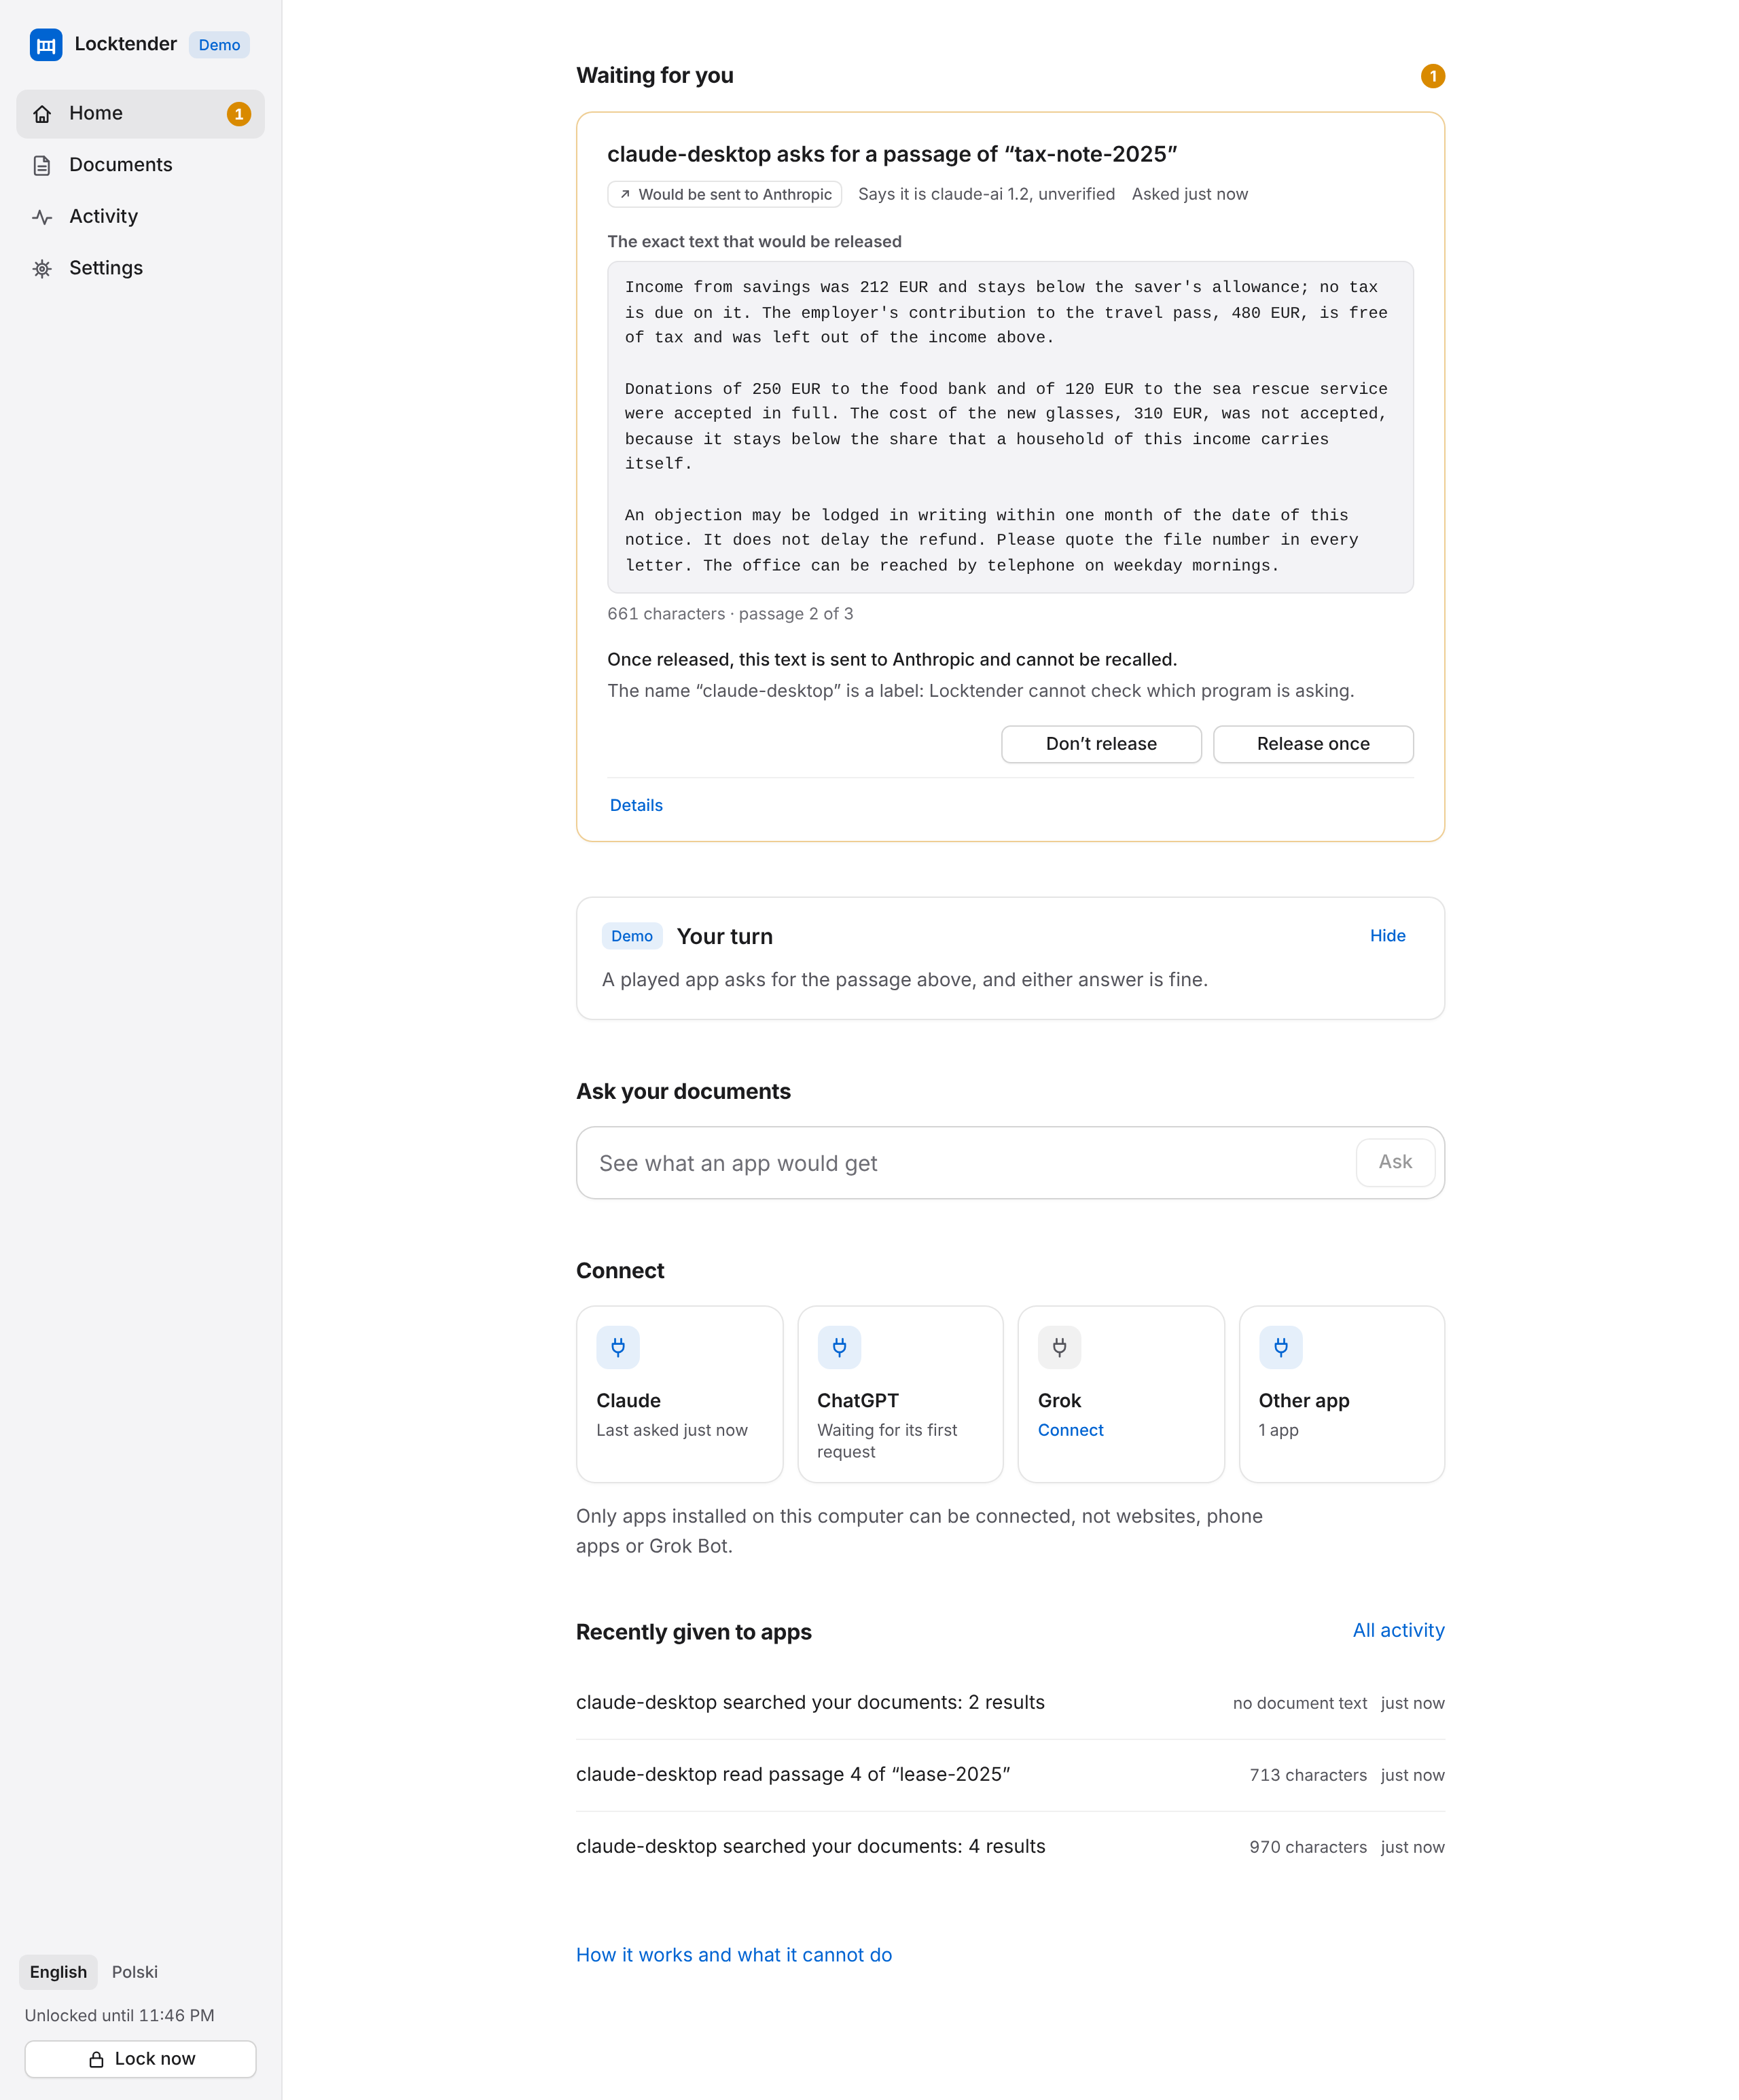 Locktender Demo
Home 1
Documents
Activity
Settings
Waiting for you 1
claude-desktop asks for a passage of “tax-note-2025”
Would be sent to Anthropic Says it is claude-ai 1.2, unverified Asked just now
The exact text that would be released
Income from savings was 212 EUR and stays below the saver's allowance; no tax
is due on it. The employer's contribution to the travel pass, 480 EUR, is free
of tax and was left out of the income above.
Donations of 250 EUR to the food bank and of 120 EUR to the sea rescue service
were accepted in full. The cost of the new glasses, 310 EUR, was not accepted,
because it stays below the share that a household of this income carries
itself.
An objection may be lodged in writing within one month of the date of this
notice. It does not delay the refund. Please quote the file number in every
letter. The office can be reached by telephone on weekday mornings.
661 characters · passage 2 of 3
Once released, this text is sent to Anthropic and cannot be recalled.
The name “claude-desktop” is a label: Locktender cannot check which program is asking.
Don’t release Release once
Details
Demo Your turn Hide
A played app asks for the passage above, and either answer is fine.
Ask your documents
See what an app would get Ask
Connect
Claude
Last asked just now
ChatGPT
Waiting for its first
request
Grok
Connect
Other app
1 app
Only apps installed on this computer can be connected, not websites, phone
apps or Grok Bot.
Recently given to apps All activity
claude-desktop searched your documents: 2 results no document text just now
claude-desktop read passage 4 of “lease-2025” 713 characters just now
claude-desktop searched your documents: 4 results 970 characters just now
How it works and what it cannot do
English Polski
Unlocked until 11:46 PM
Lock now